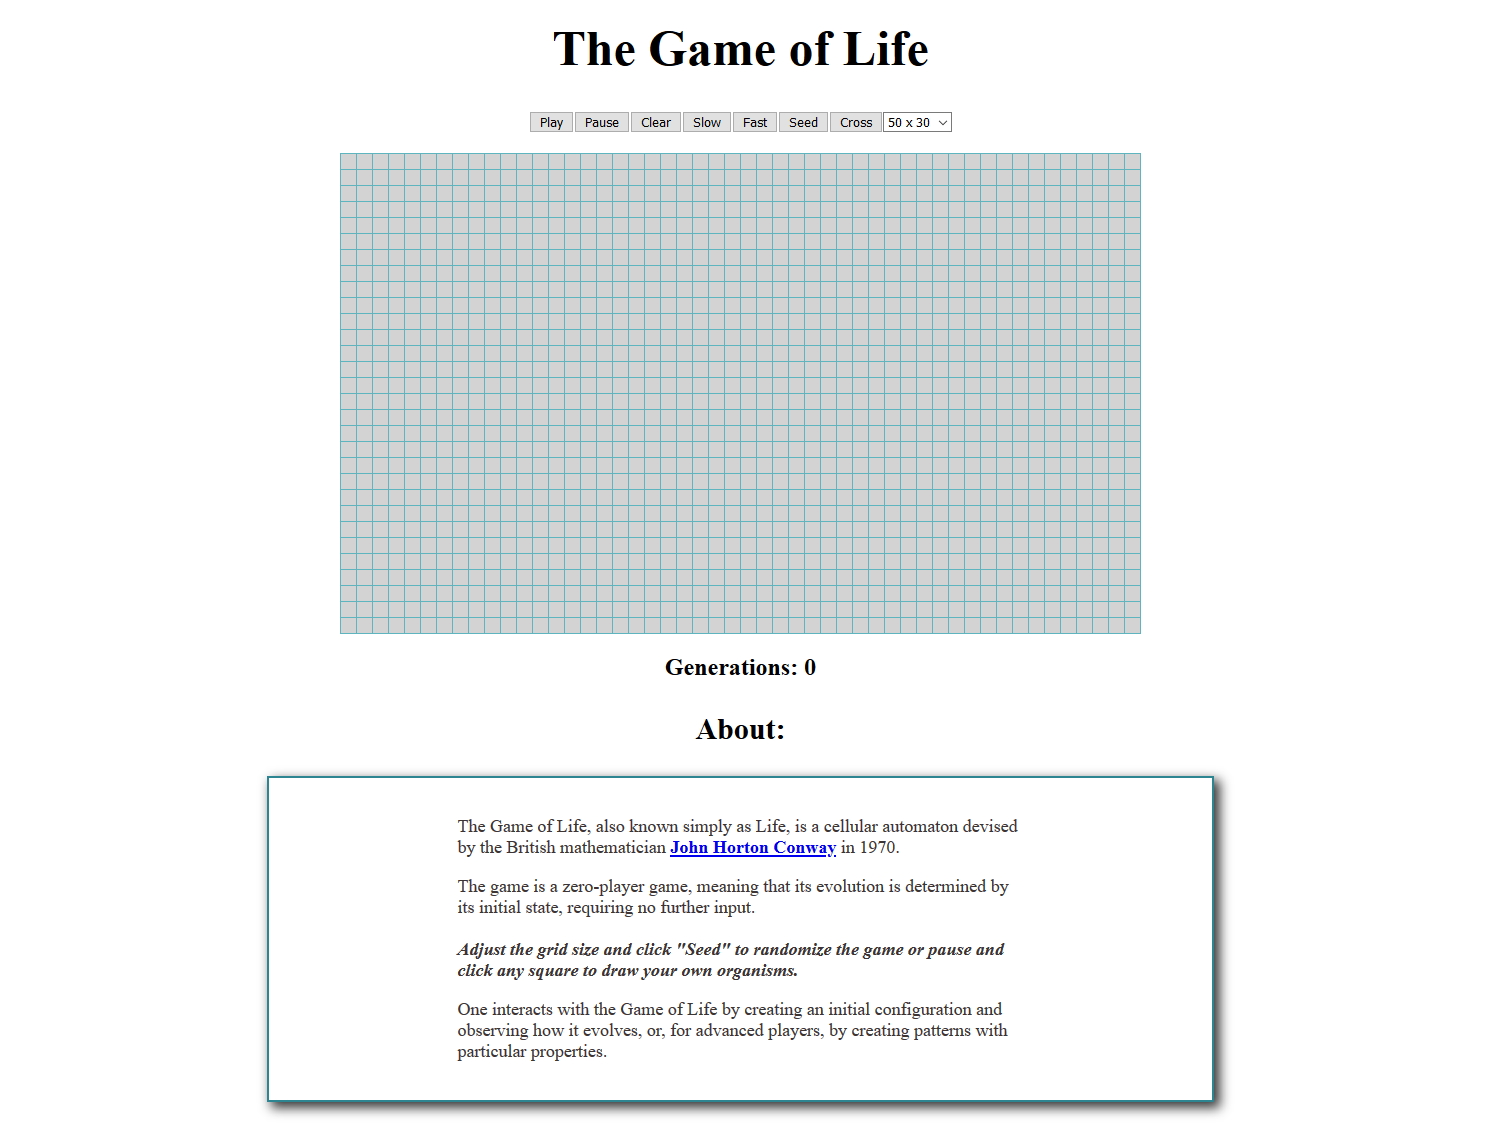 The Game of Life
Play Pause Clear Slow Fast Seed Cross 50 x 30
Generations: 0
About:
The Game of Life, also known simply as Life, is a cellular automaton devised
by the British mathematician John Horton Conway in 1970.
The game is a zero-player game, meaning that its evolution is determined by
its initial state, requiring no further input.
Adjust the grid size and click "Seed" to randomize the game or pause and
click any square to draw your own organisms.
One interacts with the Game of Life by creating an initial configuration and
observing how it evolves, or, for advanced players, by creating patterns with
particular properties.